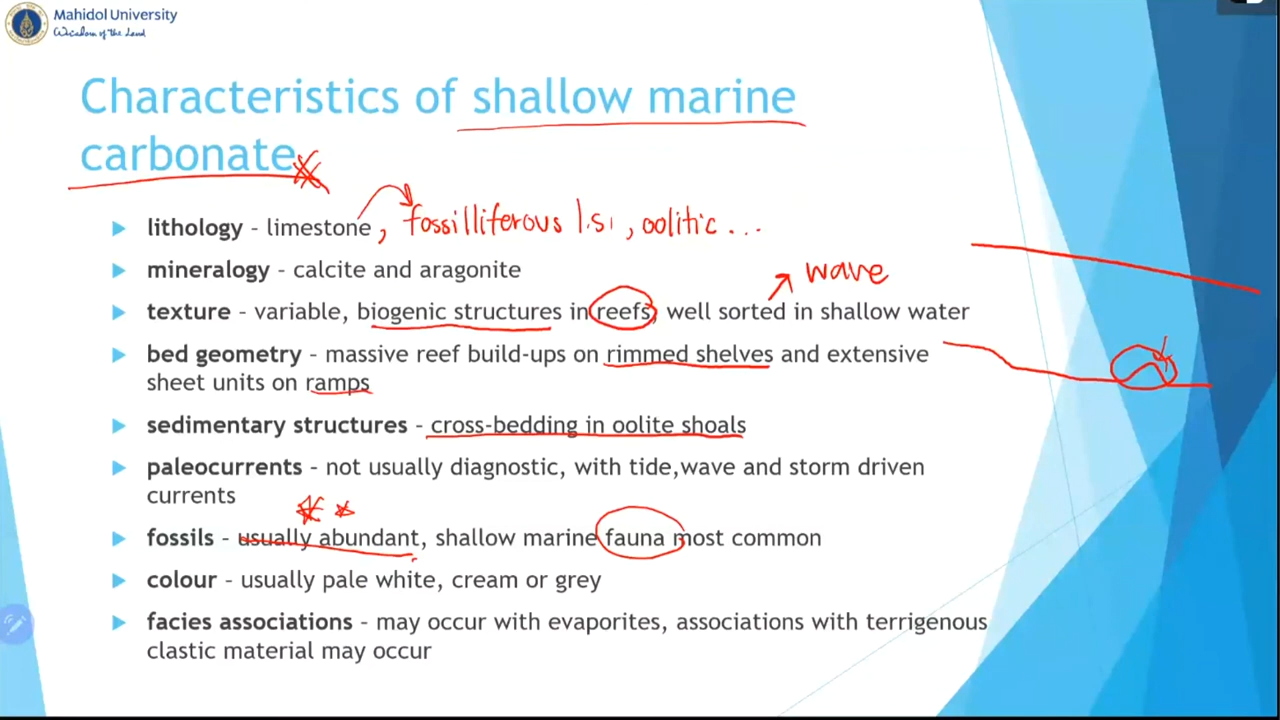 Mahidol University
Wisdom of the Land
Characteristics of shallow marine
carbonate
lithology - limestone, fossilliferous l.s, oolitic ...
mineralogy - calcite and aragonite
wave
texture - variable, biogenic structures in reefs, well sorted in shallow water
bed geometry - massive reef build-ups on rimmed shelves and extensive
sheet units on ramps
sedimentary structures - cross-bedding in oolite shoals
paleocurrents - not usually diagnostic, with tide,wave and storm driven
currents
fossils - usually abundant, shallow marine fauna most common
colour - usually pale white, cream or grey
facies associations - may occur with evaporites, associations with terrigenous
clastic material may occur